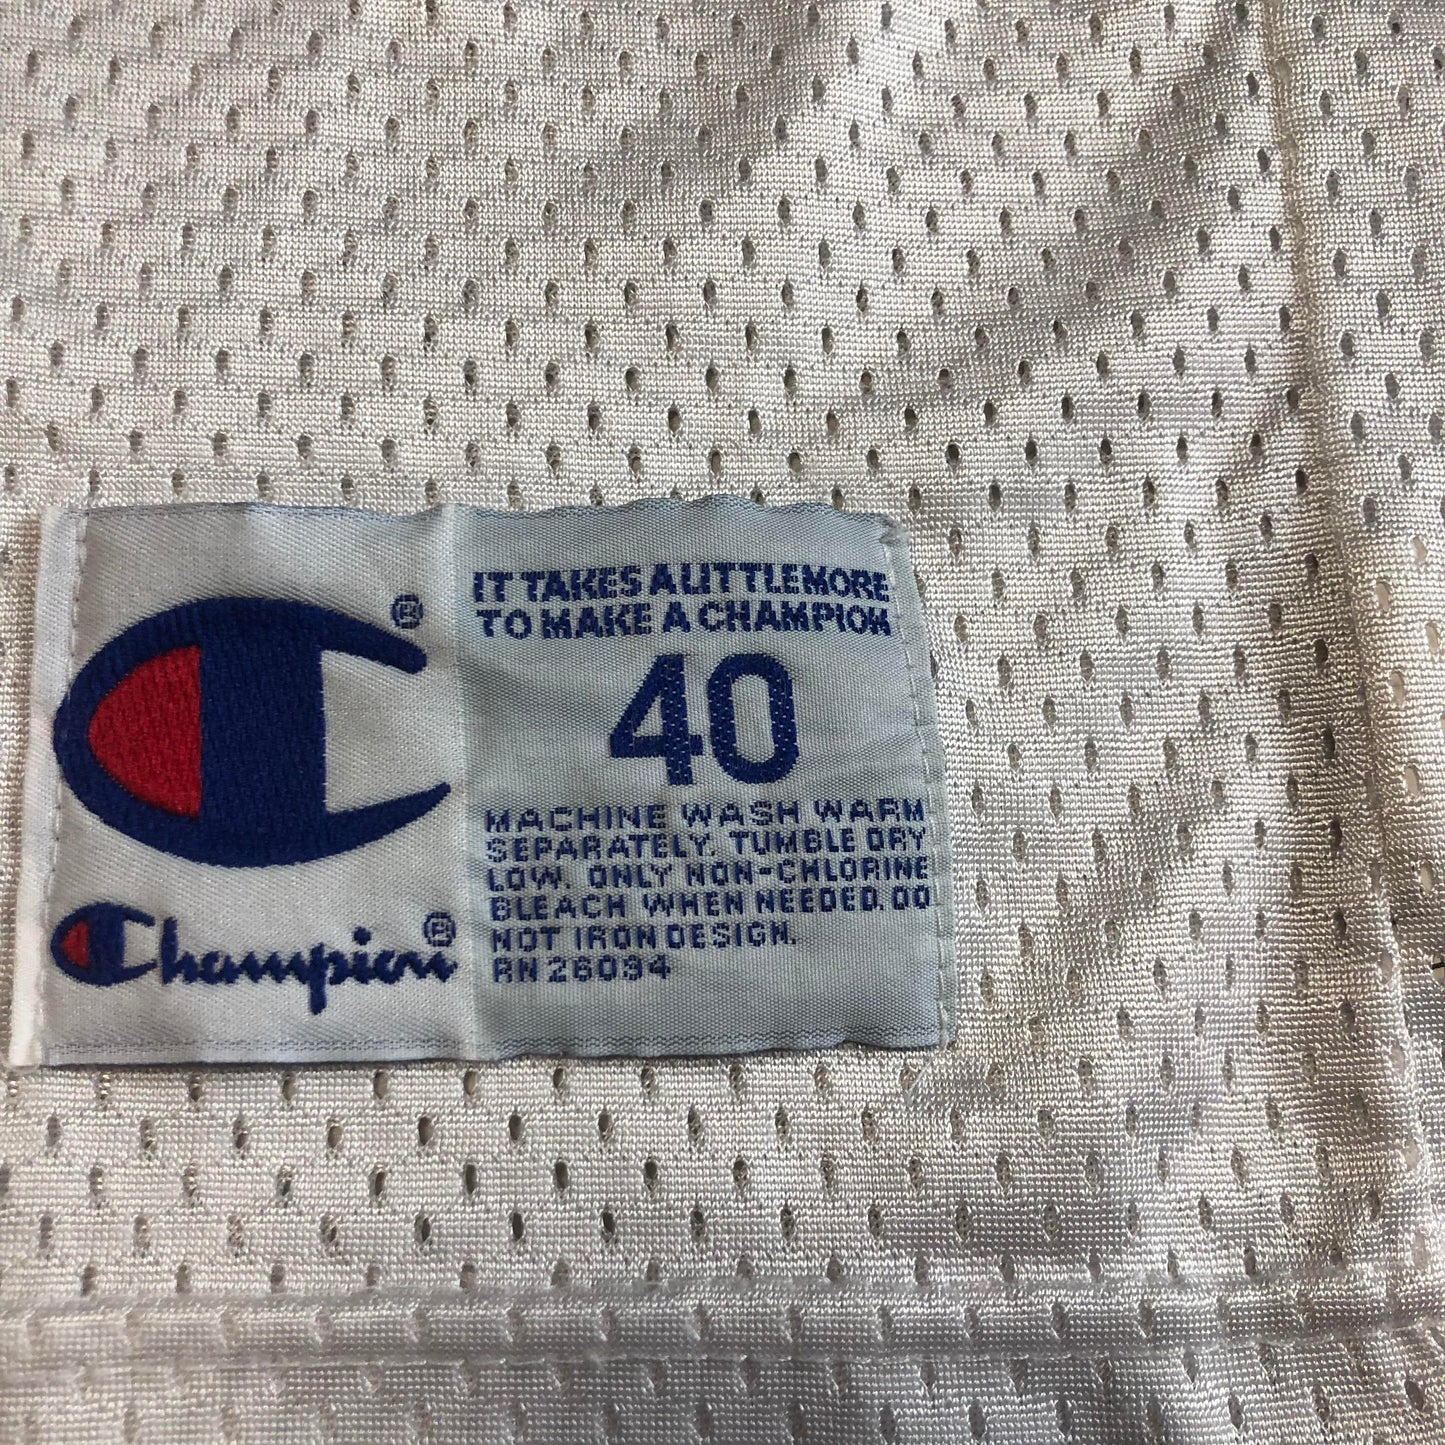 IT TAKES A LITTLE MORE
TO MAKE A CHAMPION
40
MACHINE WASH WARM
SEPARATELY. TUMBLE DRY
LOW. ONLY NON-CHLORINE
BLEACH WHEN NEEDED. DO
NOT IRON DESIGN.
RN 26094
®
Champion®